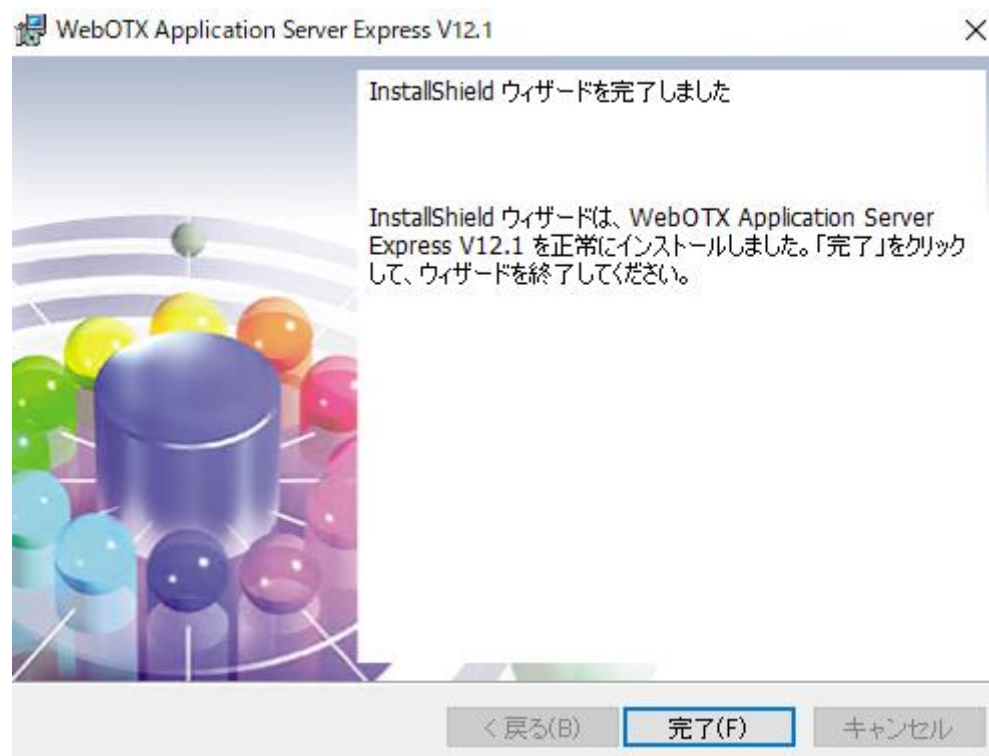 WebOTX Application Server Express V12.1
InstallShield ウィザードを完了しました
InstallShield ウィザードは、WebOTX Application Server
Express V12.1 を正常にインストールしました。「完了」をクリック
して、ウィザードを終了してください。
< 戻る(B)
完了(F)
キャンセル